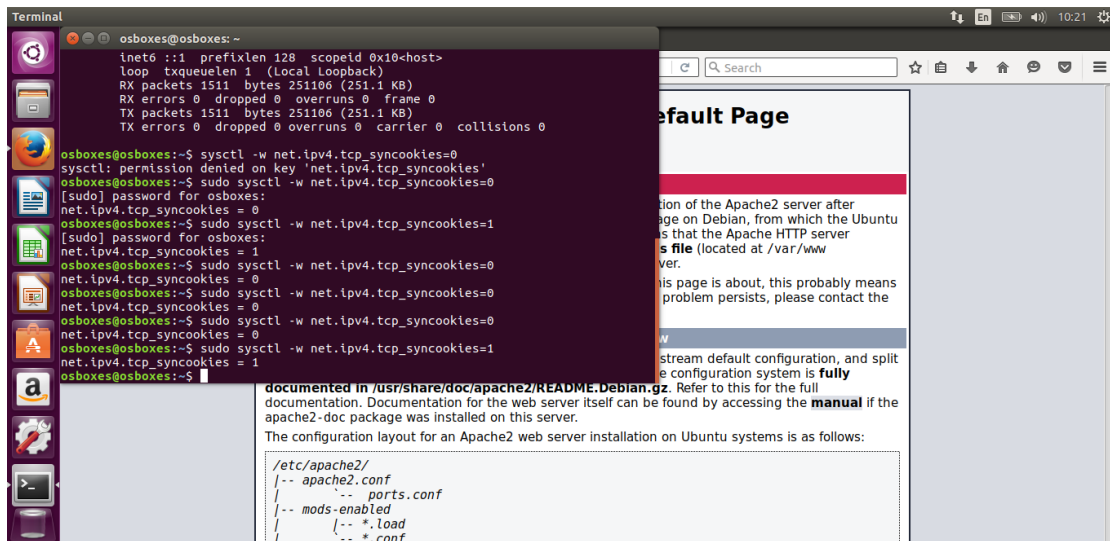 Terminal
En
10:21
osboxes@osboxes: ~
inet6 ::1  prefixlen 128  scopeid 0x10<host>
loop  txqueuelen 1  (Local Loopback)
RX packets 1511  bytes 251106 (251.1 KB)
RX errors 0  dropped 0  overruns 0  frame 0
TX packets 1511  bytes 251106 (251.1 KB)
TX errors 0  dropped 0 overruns 0  carrier 0  collisions 0
osboxes@osboxes:~$ sysctl -w net.ipv4.tcp_syncookies=0
sysctl: permission denied on key 'net.ipv4.tcp_syncookies'
osboxes@osboxes:~$ sudo sysctl -w net.ipv4.tcp_syncookies=0
[sudo] password for osboxes:
net.ipv4.tcp_syncookies = 0
osboxes@osboxes:~$ sudo sysctl -w net.ipv4.tcp_syncookies=1
[sudo] password for osboxes:
net.ipv4.tcp_syncookies = 1
osboxes@osboxes:~$ sudo sysctl -w net.ipv4.tcp_syncookies=0
net.ipv4.tcp_syncookies = 0
osboxes@osboxes:~$ sudo sysctl -w net.ipv4.tcp_syncookies=0
net.ipv4.tcp_syncookies = 0
osboxes@osboxes:~$ sudo sysctl -w net.ipv4.tcp_syncookies=0
net.ipv4.tcp_syncookies = 0
osboxes@osboxes:~$ sudo sysctl -w net.ipv4.tcp_syncookies=1
net.ipv4.tcp_syncookies = 1
osboxes@osboxes:~$
Search
efault Page
tion of the Apache2 server after
age on Debian, from which the Ubuntu
ns that the Apache HTTP server
s file (located at /var/www
ver.
his page is about, this probably means
problem persists, please contact the
w
stream default configuration, and split
e configuration system is fully
documented in /usr/share/doc/apache2/README.Debian.gz. Refer to this for the full
documentation. Documentation for the web server itself can be found by accessing the manual if the
apache2-doc package was installed on this server.
The configuration layout for an Apache2 web server installation on Ubuntu systems is as follows:
/etc/apache2/
|-- apache2.conf
|       `--  ports.conf
|-- mods-enabled
|       |-- *.load
|       `-- *.conf